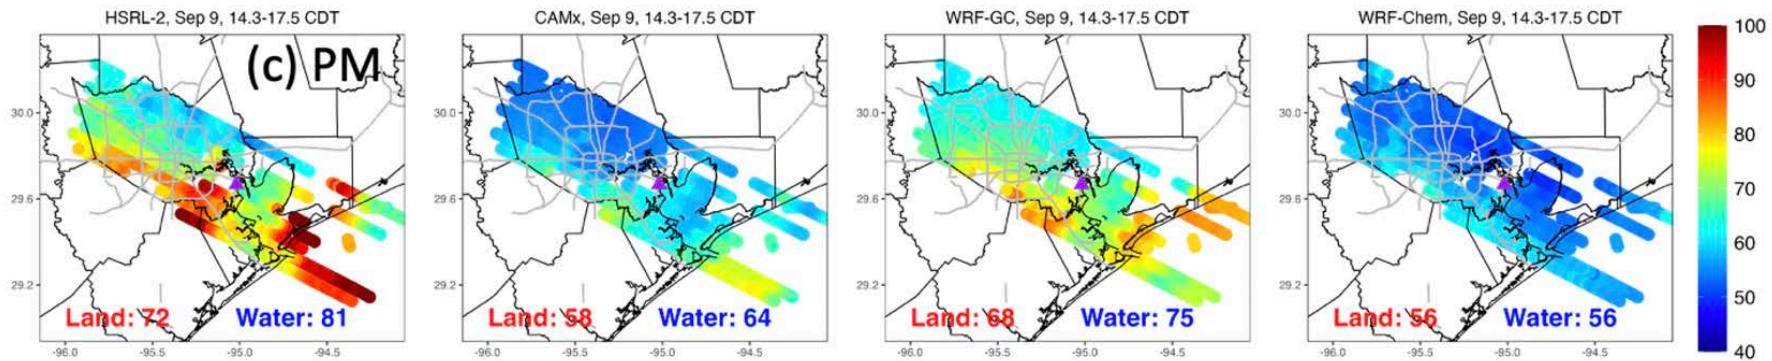 HSRL-2, Sep 9, 14.3-17.5 CDT
CAMx, Sep 9, 14.3-17.5 CDT
WRF-GC, Sep 9, 14.3-17.5 CDT
WRF-Chem, Sep 9, 14.3-17.5 CDT
(c) PM
30.0
29.6
29.2
Land: 72
Water: 81
-96.0
-95.5
-95.0
-94.5
30.0
29.6
29.2
Land: 58
Water: 64
-96.0
-95.5
-95.0
-94.5
30.0
29.6
29.2
Land: 68
Water: 75
-96.0
-95.5
-95.0
-94.5
30.0
29.6
29.2
Land: 56
Water: 56
-96.0
-95.5
-95.0
-94.5
100
90
80
70
60
50
40